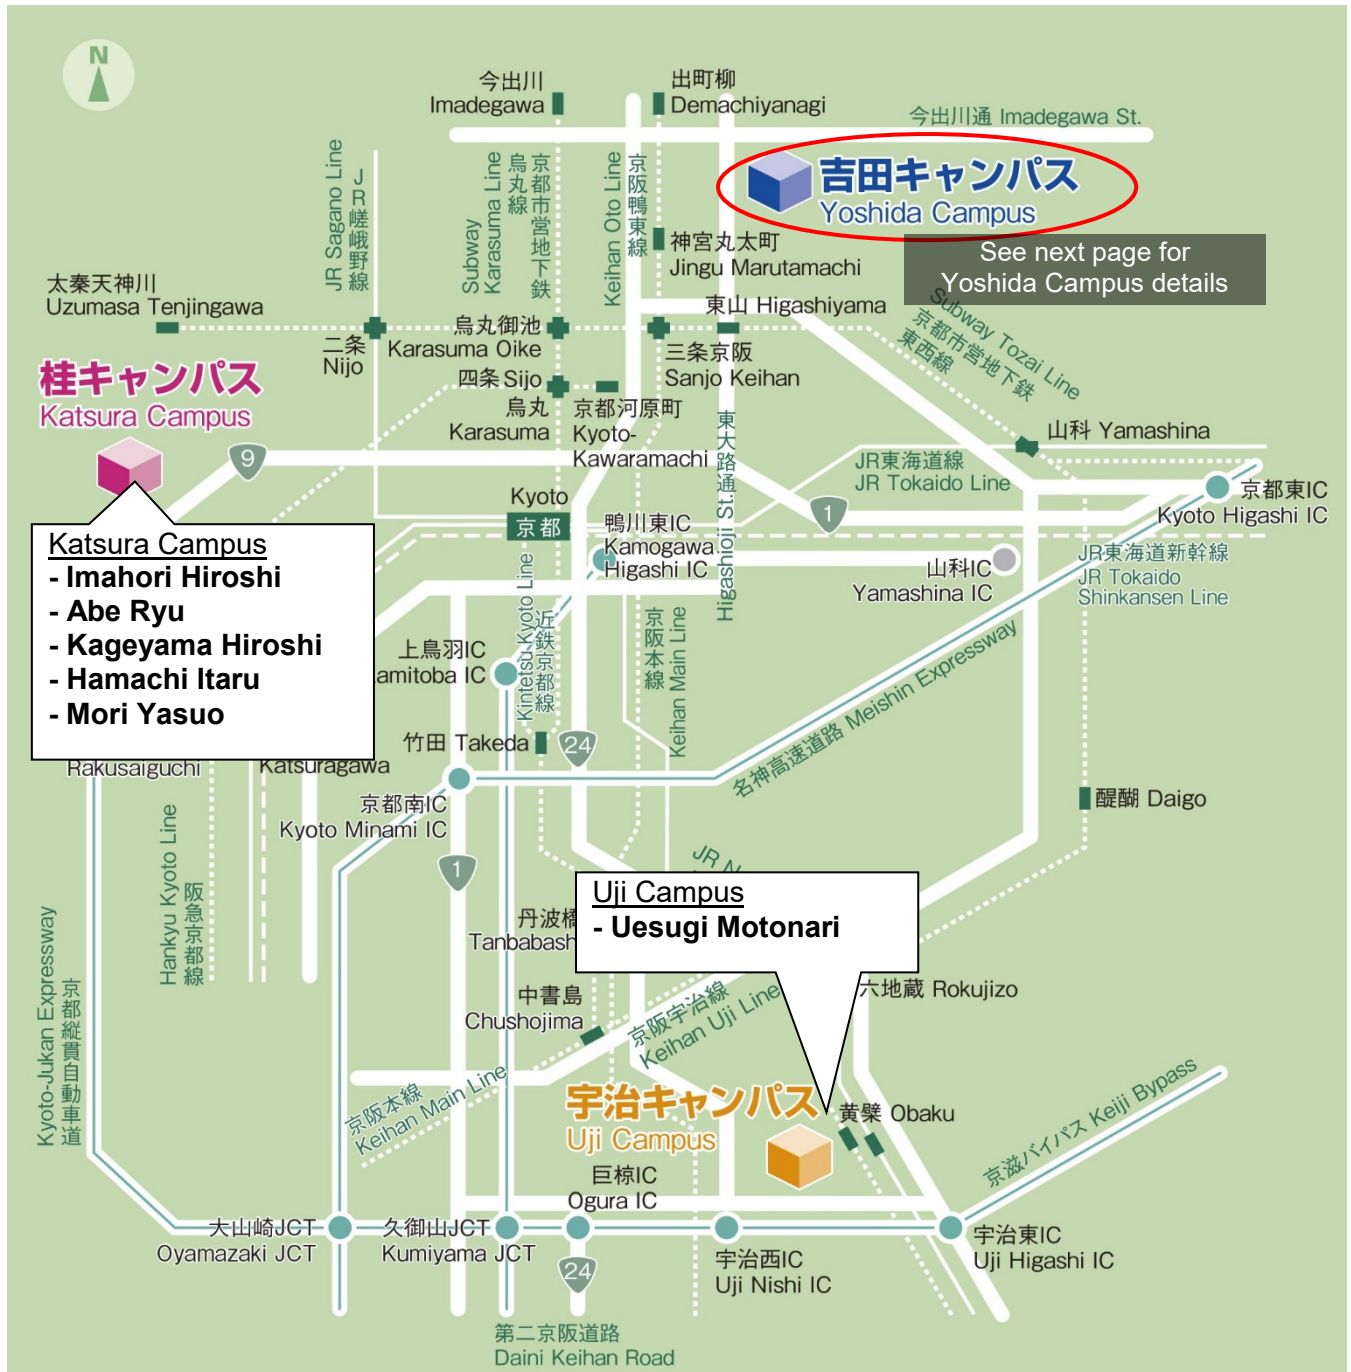 N
今出川
Imadegawa
出町柳
Demachiyanagi
今出川通 Imadegawa St.
吉田キャンパス
Yoshida Campus
See next page for
Yoshida Campus details
JR Sagano Line
JR嵯峨野線
Subway
Karasuma Line
烏丸線
京都市営地下鉄
Keihan Oto Line
京阪鴨東線
神宮丸太町
Jingu Marutamachi
太秦天神川
Uzumasa Tenjingawa
二条
Nijo
烏丸御池
Karasuma Oike
東山 Higashiyama
三条京阪
Sanjo Keihan
Subway Tozai Line
京都市営地下鉄
東西線
桂キャンパス
Katsura Campus
四条 Sijo
烏丸
Karasuma
京都河原町
Kyoto-
Kawaramachi
東大路通
Higashioji St.
山科 Yamashina
JR東海道線
JR Tokaido Line
9
1
京都東IC
Kyoto Higashi IC
Kyoto
京都
鴨川東IC
Kamogawa
Higashi IC
山科IC
Yamashina IC
JR東海道新幹線
JR Tokaido
Shinkansen Line
Katsura Campus
- Imahori Hiroshi
- Abe Ryu
- Kageyama Hiroshi
- Hamachi Itaru
- Mori Yasuo
Kintetsu Kyoto Line
近鉄京都線
京阪本線
Keihan Main Line
上鳥羽IC
amitoba IC
名神高速道路 Meishin Expressway
竹田 Takeda
24
Rakusaiguchi
Katsuragawa
京都南IC
Kyoto Minami IC
醍醐 Daigo
Hankyu Kyoto Line
阪急京都線
1
JR N
Uji Campus
- Uesugi Motonari
丹波橋
Tanbabash
Kyoto-Jukan Expressway
京都縦貫自動車道
中書島
Chushojima
京阪宇治線
Keihan Uji Line
六地蔵 Rokujizo
京阪本線
Keihan Main Line
宇治キャンパス
Uji Campus
黄檗 Obaku
京滋バイパス Keiji Bypass
巨椋IC
Ogura IC
大山崎JCT
Oyamazaki JCT
久御山JCT
Kumiyama JCT
24
宇治西IC
Uji Nishi IC
宇治東IC
Uji Higashi IC
第二京阪道路
Daini Keihan Road